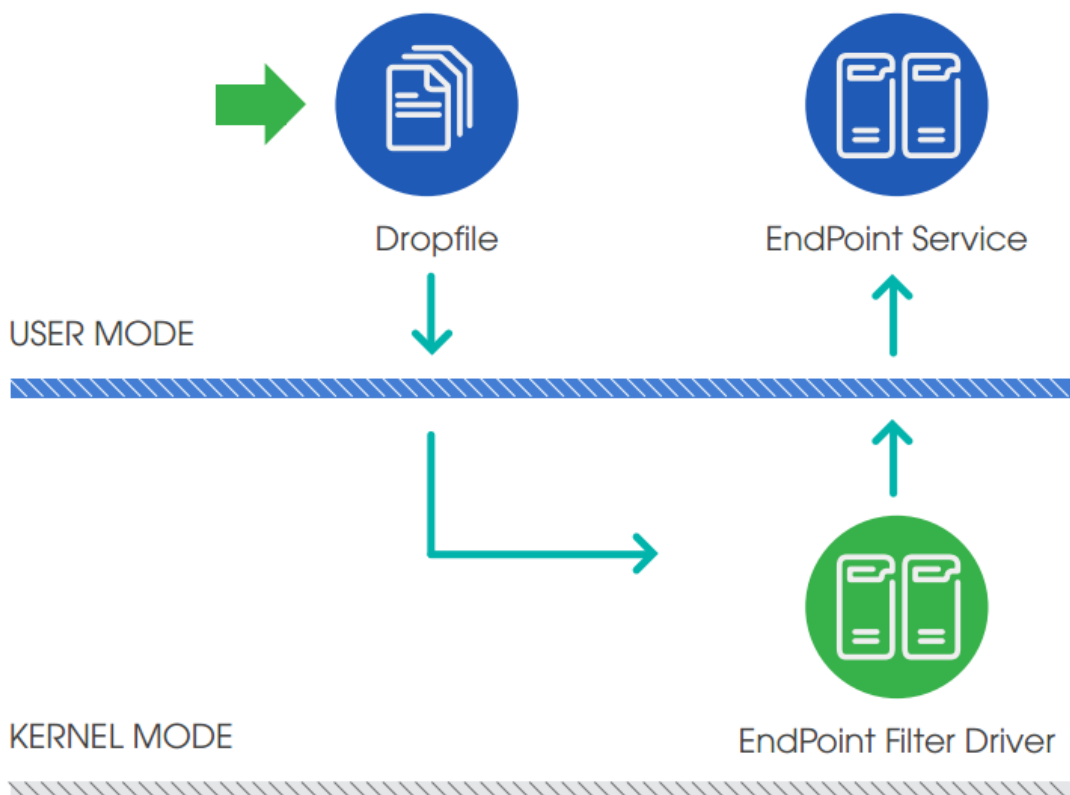 Dropfile
EndPoint Service
USER MODE
KERNEL MODE
EndPoint Filter Driver